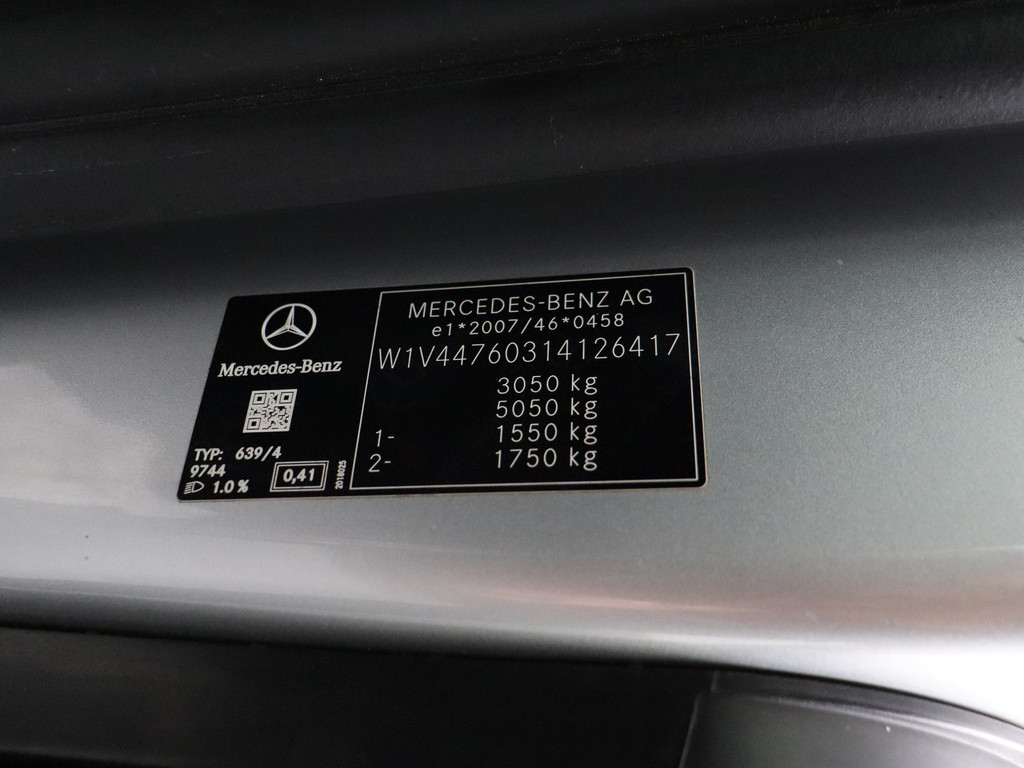 Mercedes-Benz
TYP: 639/4
9744
1.0 %
0,41
2018025
MERCEDES-BENZ AG
e1*2007/46*0458
W1V44760314126417
3050 kg
5050 kg
1- 1550 kg
2- 1750 kg